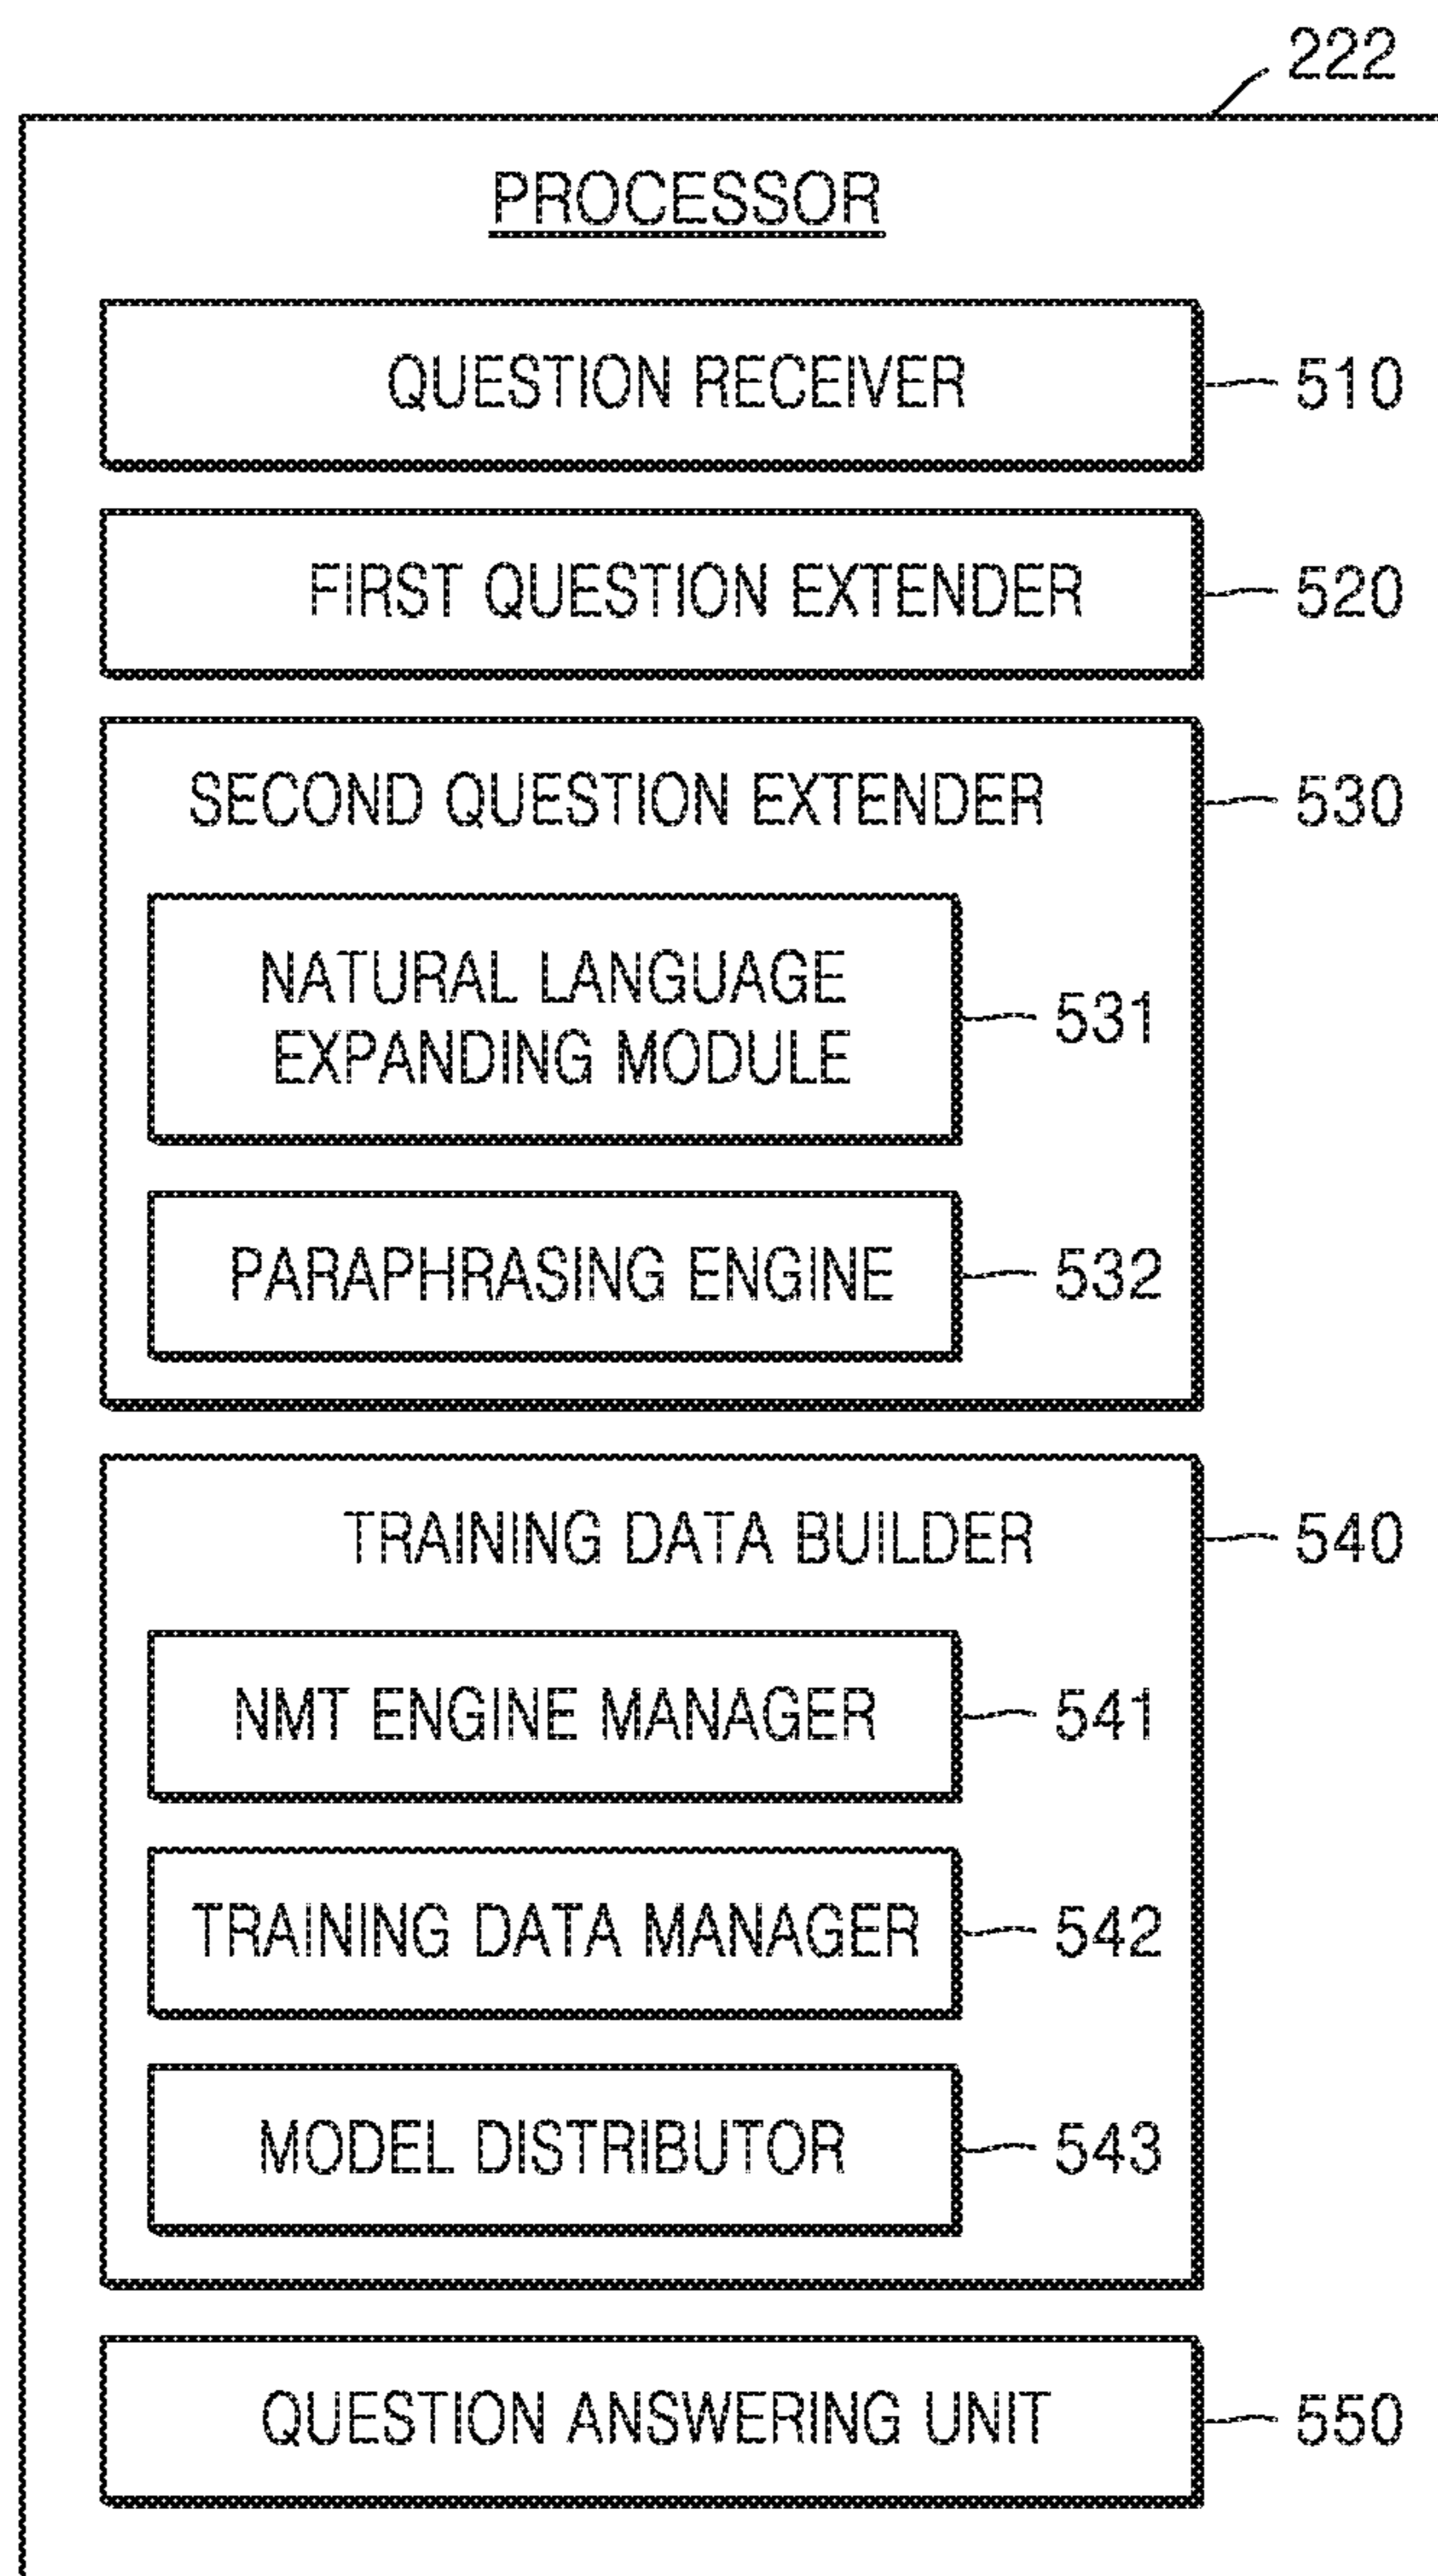 222
PROCESSOR
QUESTION RECEIVER
510
FIRST QUESTION EXTENDER
520
SECOND QUESTION EXTENDER
530
NATURAL LANGUAGE
EXPANDING MODULE
531
PARAPHRASING ENGINE
532
TRAINING DATA BUILDER
540
NMT ENGINE MANAGER
541
TRAINING DATA MANAGER
542
MODEL DISTRIBUTOR
543
QUESTION ANSWERING UNIT
550